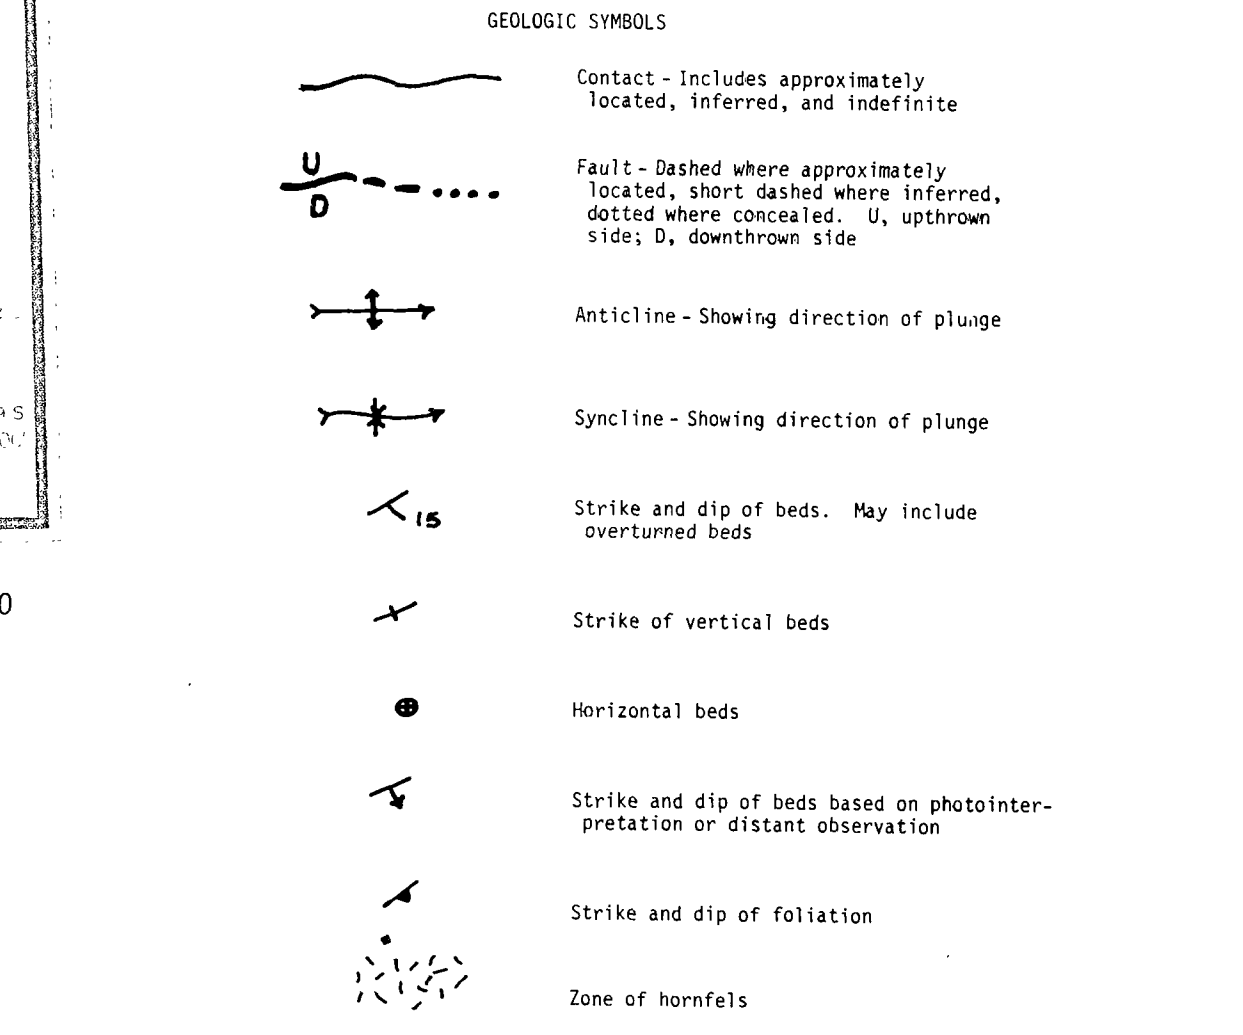 GEOLOGIC SYMBOLS
Contact - Includes approximately
located, inferred, and indefinite
U
D
Fault - Dashed where approximately
located, short dashed where inferred,
dotted where concealed. U, upthrown
side; D, downthrown side
Anticline - Showing direction of plunge
Syncline - Showing direction of plunge
15
Strike and dip of beds. May include
overturned beds
Strike of vertical beds
Horizontal beds
Strike and dip of beds based on photointer-
pretation or distant observation
Strike and dip of foliation
Zone of hornfels
0